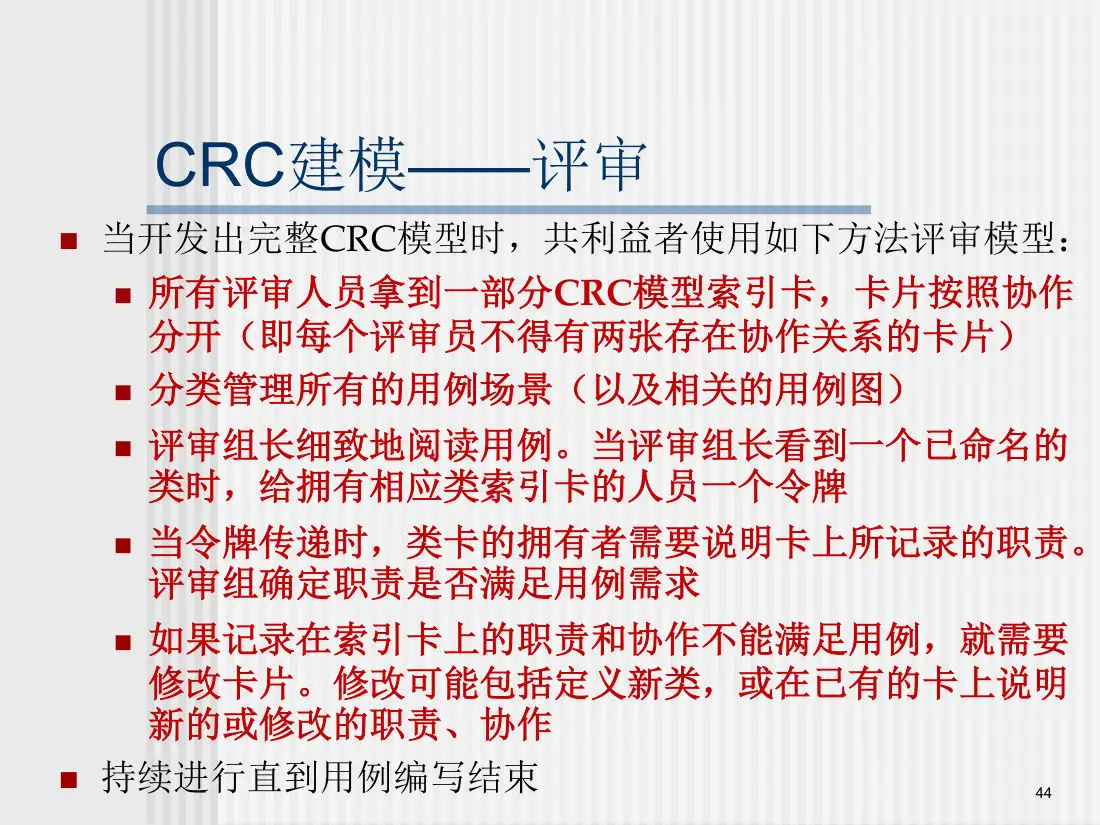 CRC建模——评审
■ 当开发出完整CRC模型时，共利益者使用如下方法评审模型：
■ 所有评审人员拿到一部分CRC模型索引卡，卡片按照协作
分开（即每个评审员不得有两张存在协作关系的卡片）
■ 分类管理所有的用例场景（以及相关的用例图）
■ 评审组长细致地阅读用例。当评审组长看到一个已命名的
类时，给拥有相应类索引卡的人员一个令牌
■ 当令牌传递时，类卡的拥有者需要说明卡上所记录的职责。
评审组确定职责是否满足用例需求
■ 如果记录在索引卡上的职责和协作不能满足用例，就需要
修改卡片。修改可能包括定义新类，或在已有的卡上说明
新的或修改的职责、协作
■ 持续进行直到用例编写结束
44